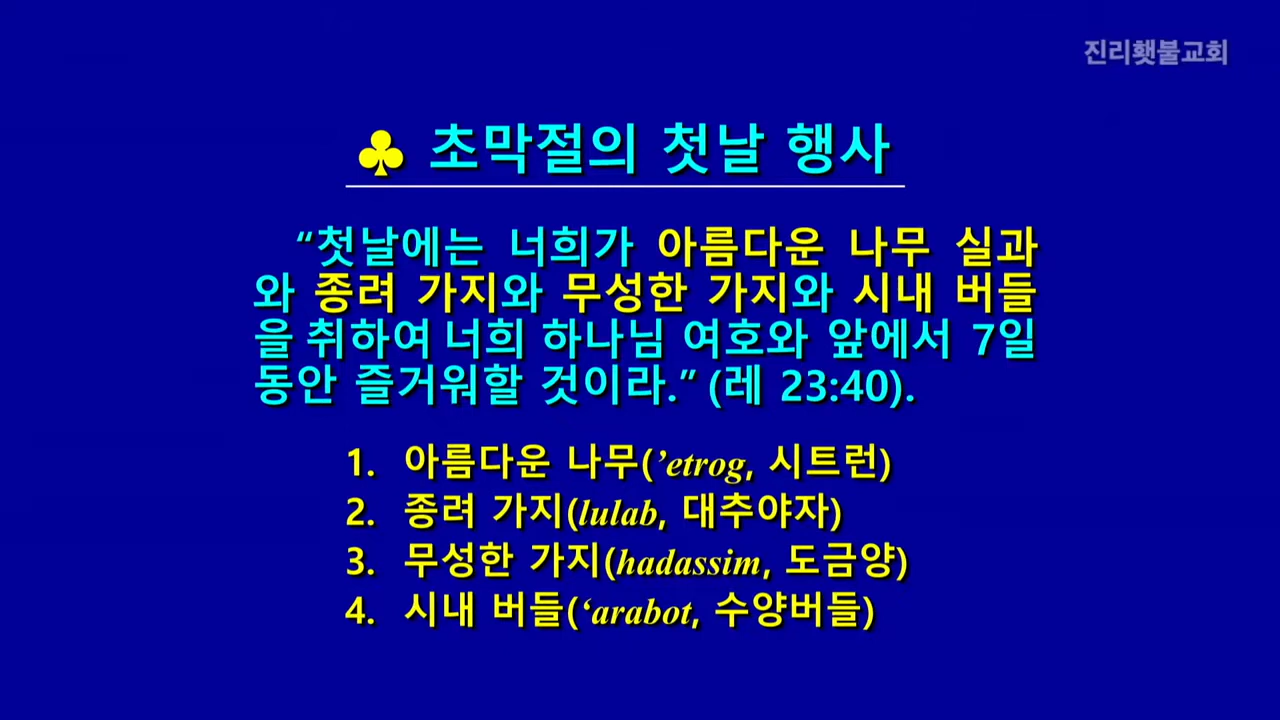 진리횃불교회
♣ 초막절의 첫날 행사
“첫날에는 너희가 아름다운 나무 실과
와 종려 가지와 무성한 가지와 시내 버들
을 취하여 너희 하나님 여호와 앞에서 7일
동안 즐거워할 것이라.” (레 23:40).
1. 아름다운 나무(’etrog, 시트런)
2. 종려 가지(lulab, 대추야자)
3. 무성한 가지(hadassim, 도금양)
4. 시내 버들(‘arabot, 수양버들)